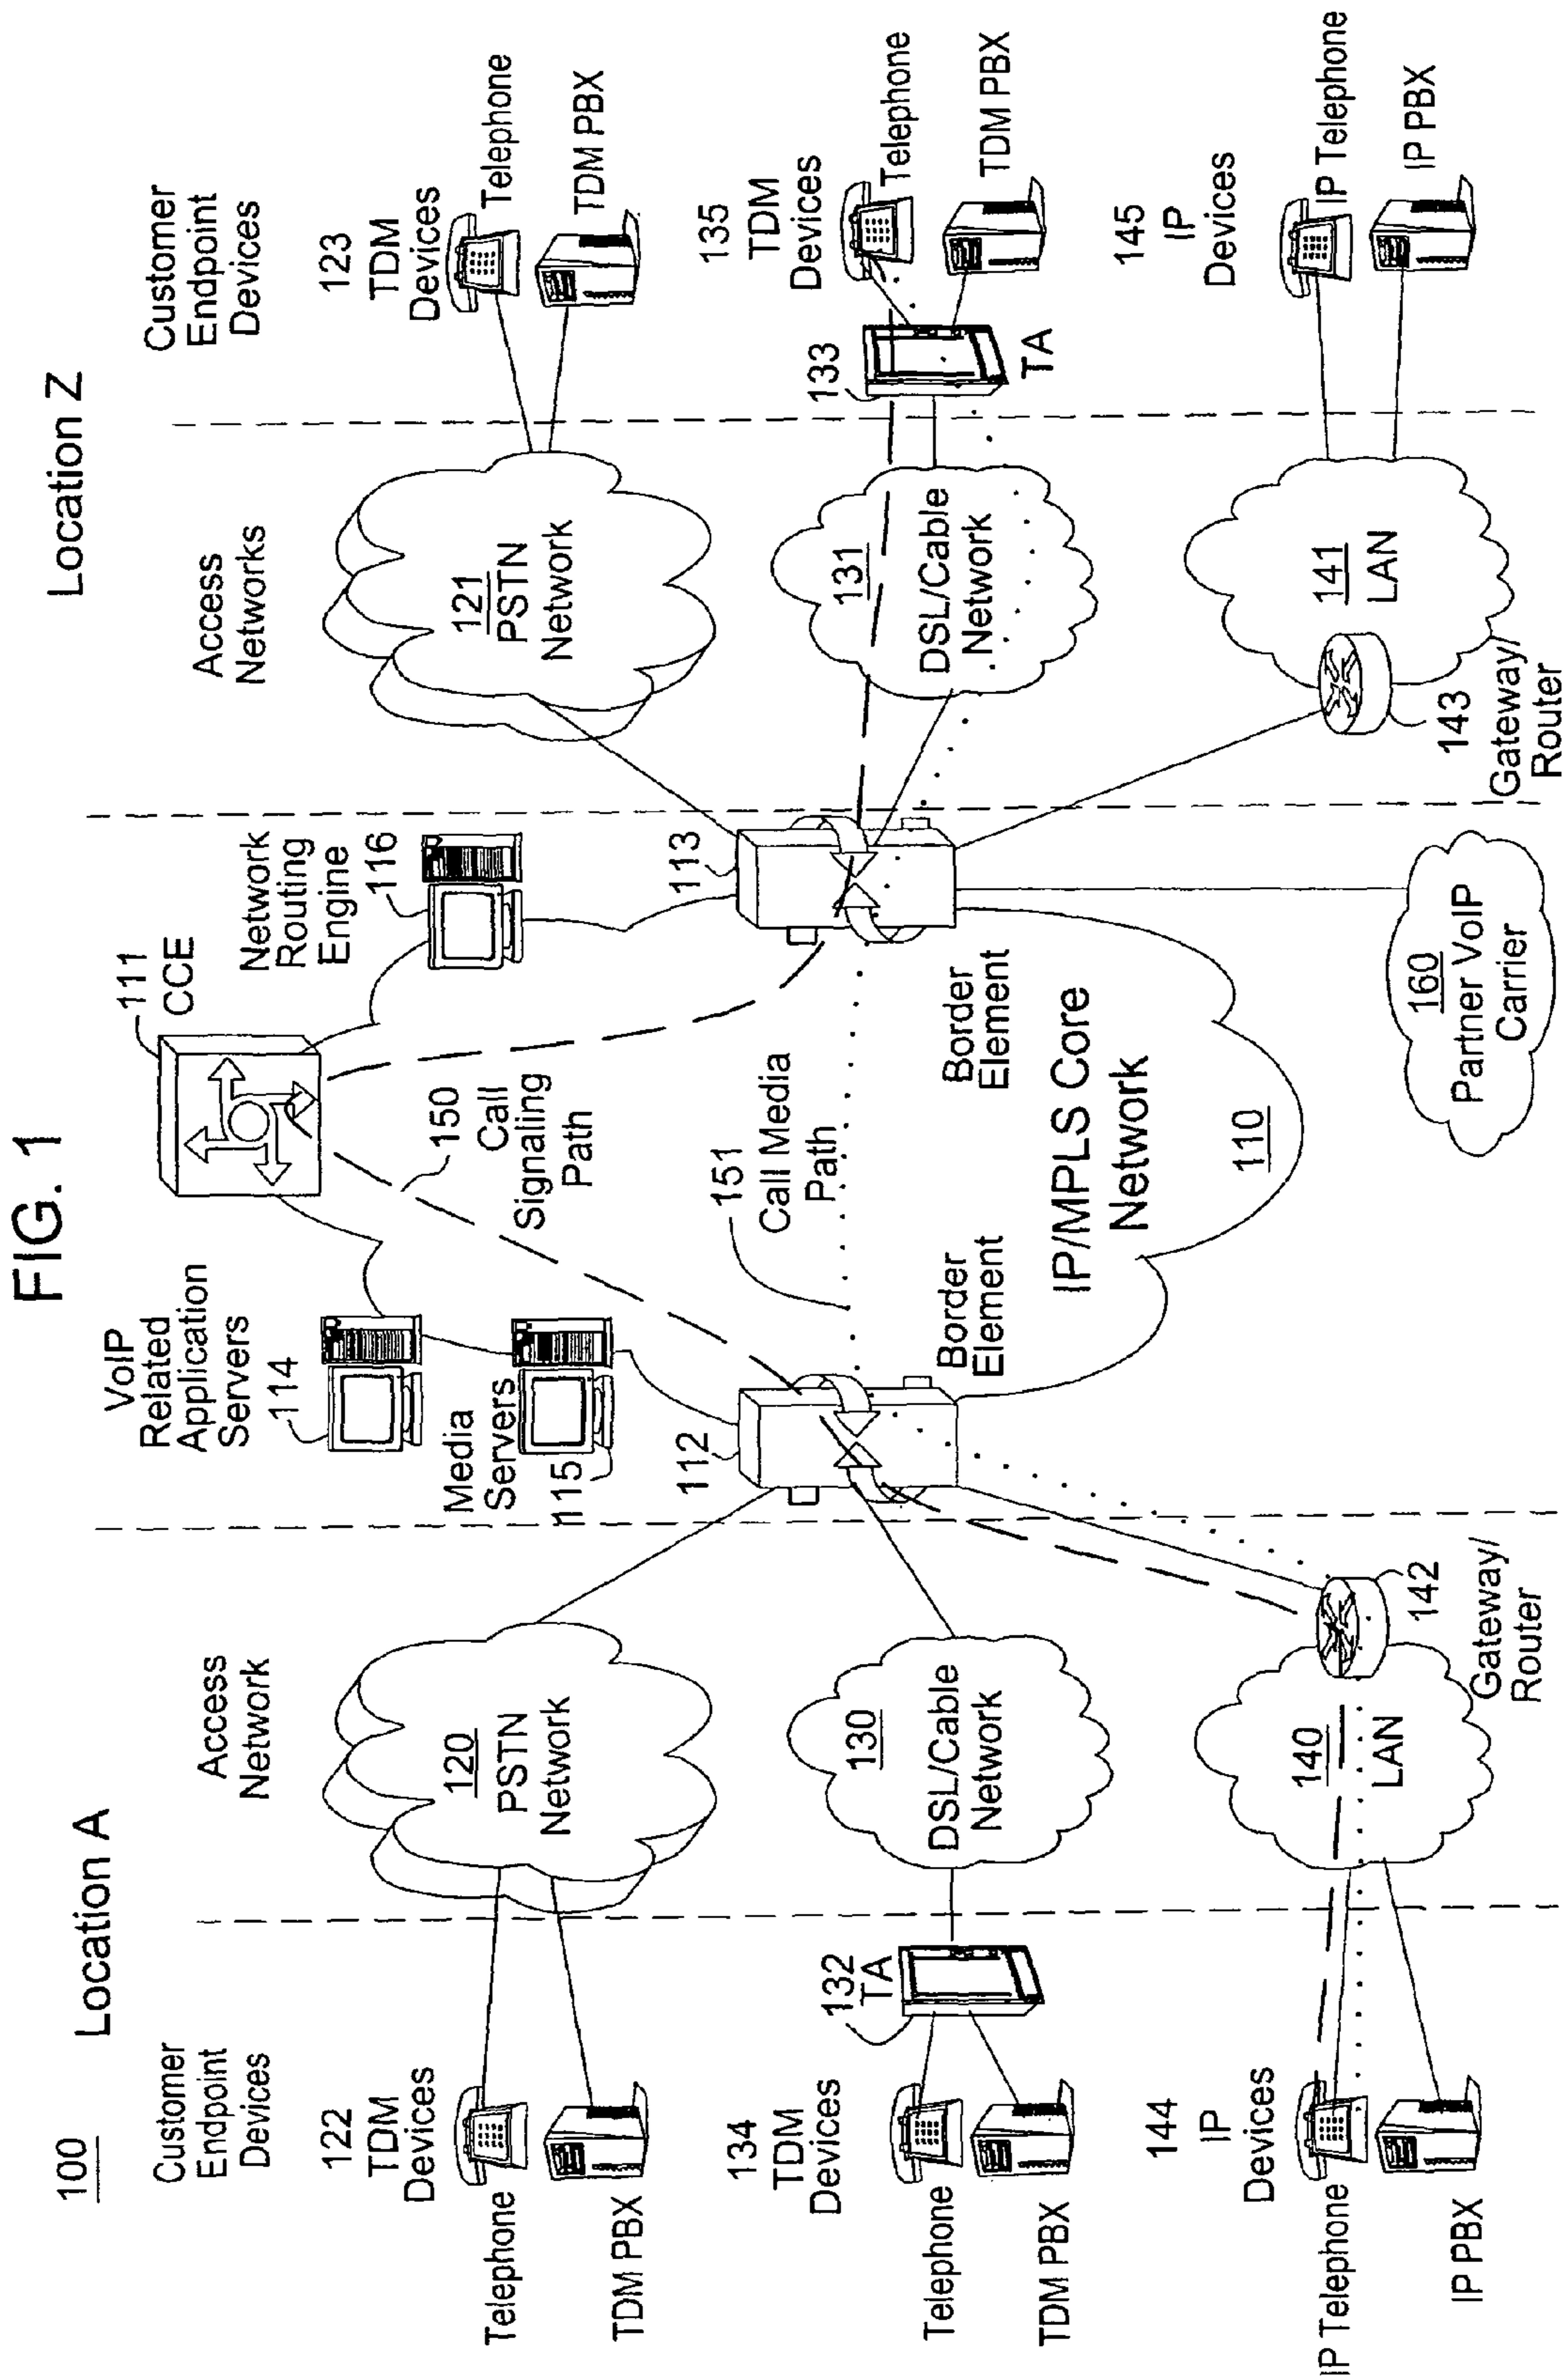 FIG. 1
100
Location A
Location Z
Customer
Endpoint
Devices
Access
Network
VoIP
Related
Application
Servers
114
111
CCE
Network
Routing
Engine
116
Access
Networks
Customer
Endpoint
Devices
122
TDM
Devices
Telephone
TDM PBX
120
PSTN
Network
Media
Servers
115
150
Call
Signaling
Path
121
PSTN
Network
123
TDM
Devices
Telephone
TDM PBX
134
TDM
Devices
Telephone
TDM PBX
132
TA
130
DSL/Cable
Network
112
Border
Element
151
Call Media
Path
113
Border
Element
131
DSL/Cable
Network
133
TA
135
TDM
Devices
Telephone
TDM PBX
IP/MPLS Core
Network
110
144
IP
Devices
IP Telephone
IP PBX
140
LAN
142
Gateway/
Router
160
Partner VoIP
Carrier
143
Gateway/
Router
141
LAN
145
IP
Devices
IP Telephone
IP PBX